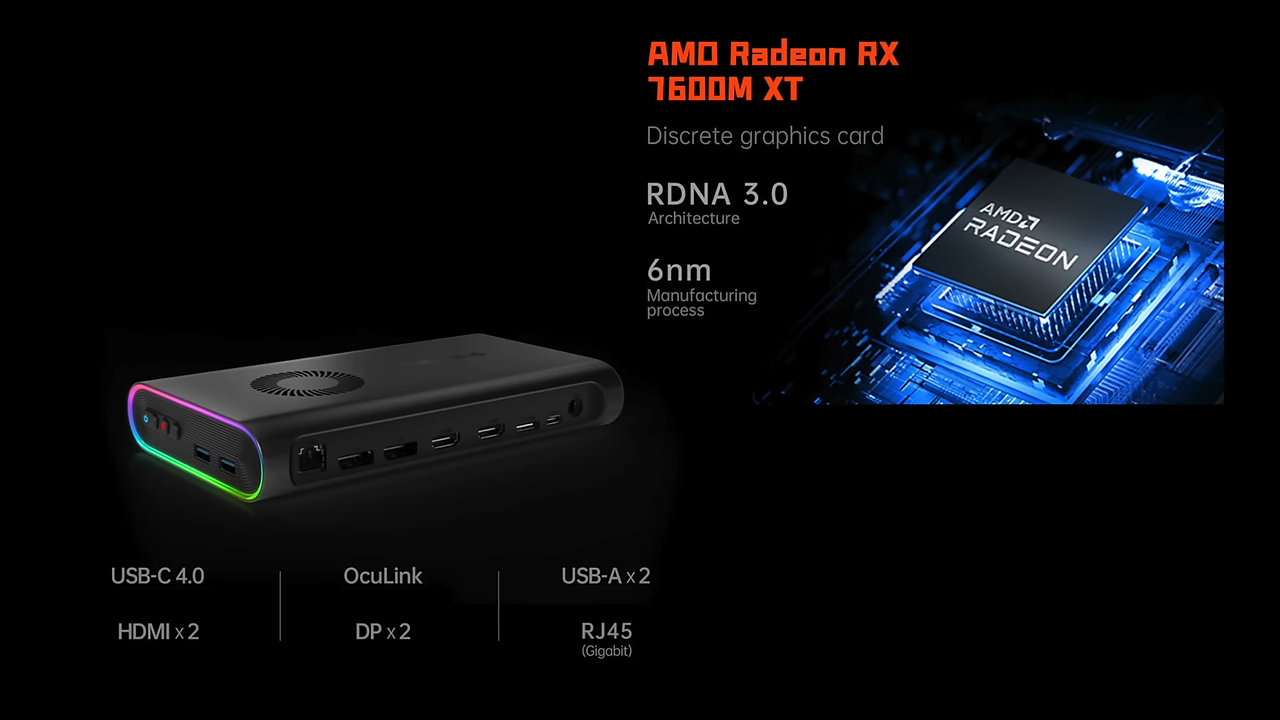 AMD Radeon RX
7600M XT
Discrete graphics card
RDNA 3.0
Architecture
6nm
Manufacturing
process
AMD
RADEON
USB-C 4.0
OcuLink
USB-A x 2
HDMI x 2
DP x 2
RJ45
(Gigabit)